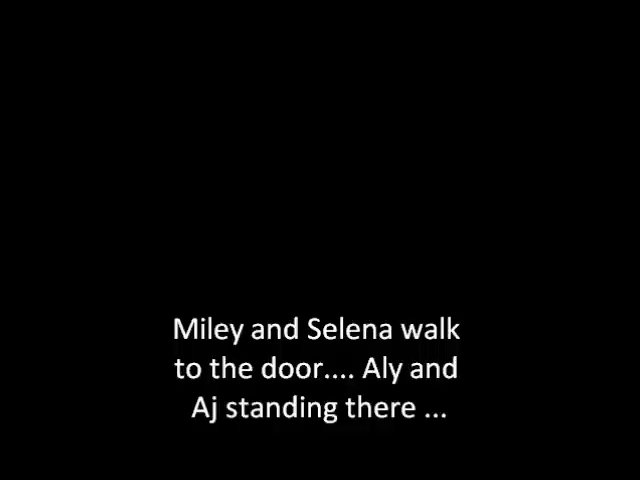 Miley and Selena walk
to the door.... Aly and
Aj standing there ...